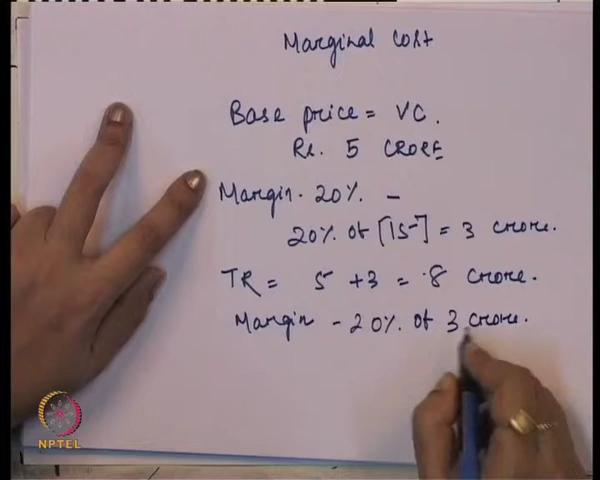 Marginal Cost
Base price = VC.
Rs. 5 CRORE
Margin - 20% -
20% of [15] = 3 crore.
TR = 5 + 3 = 8 crore.
Margin - 20% of 3 crore.
NPTEL